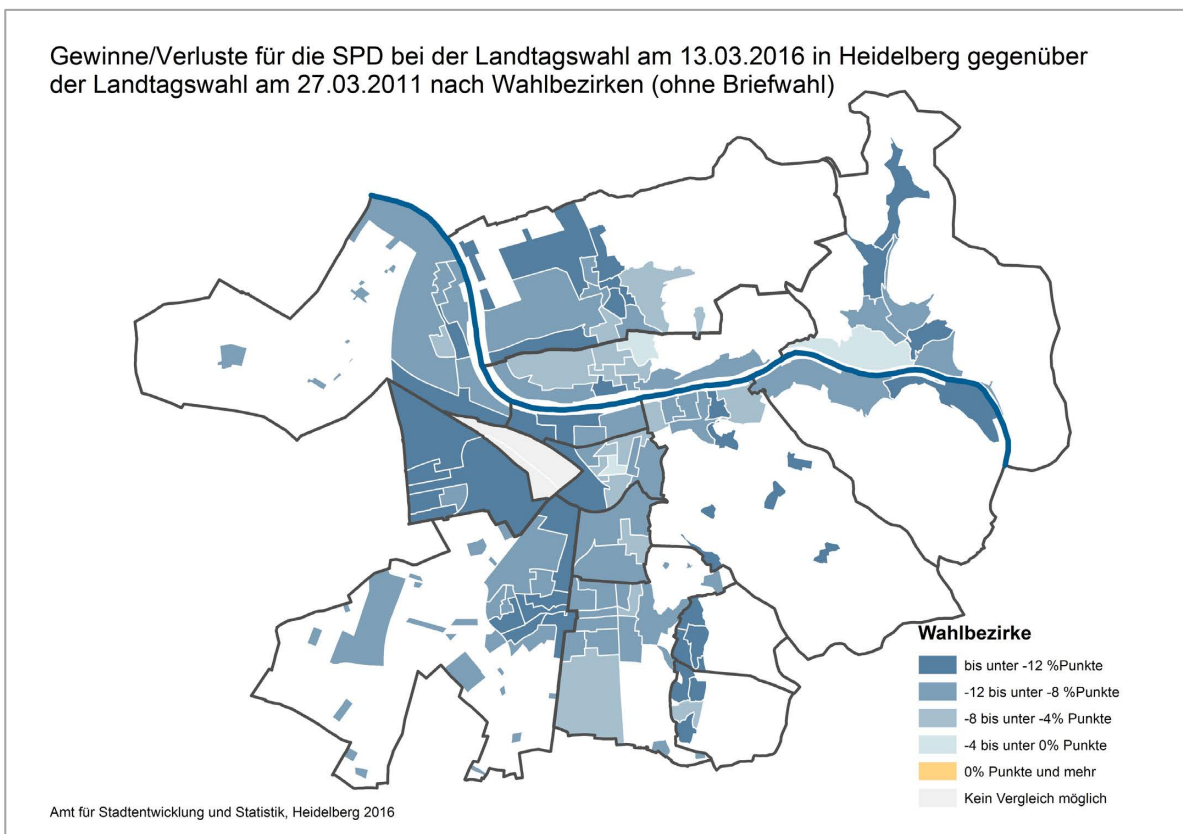 Gewinne/Verluste für die SPD bei der Landtagswahl am 13.03.2016 in Heidelberg gegenüber
der Landtagswahl am 27.03.2011 nach Wahlbezirken (ohne Briefwahl)
Wahlbezirke
bis unter -12 %Punkte
-12 bis unter -8 %Punkte
-8 bis unter -4% Punkte
-4 bis unter 0% Punkte
0% Punkte und mehr
Kein Vergleich möglich
Amt für Stadtentwicklung und Statistik, Heidelberg 2016